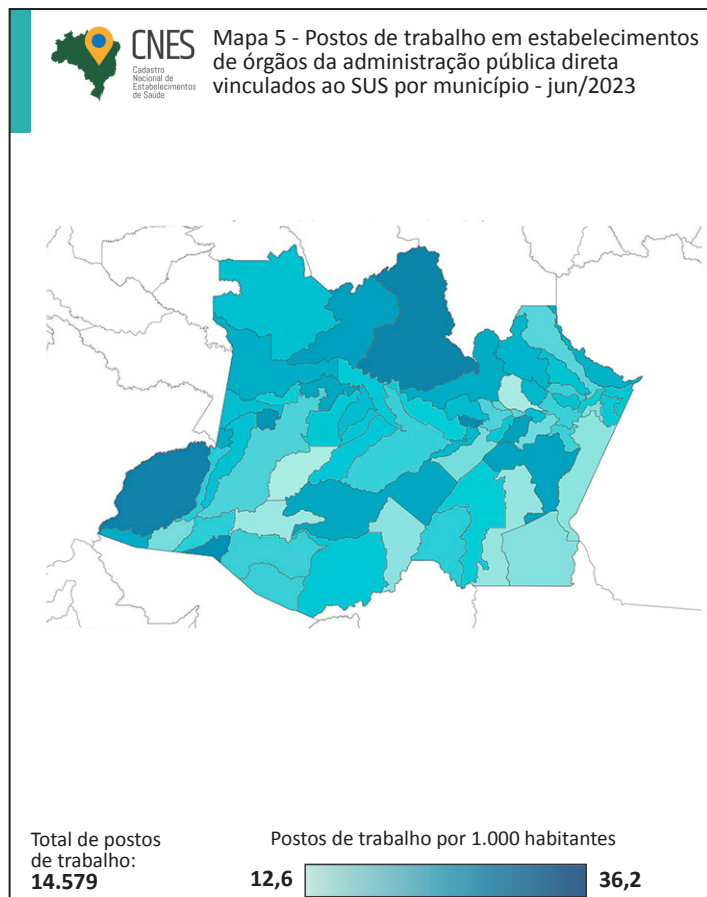 CNES
Cadastro
Nacional de
Estabelecimentos
de Saúde
Mapa 5 - Postos de trabalho em estabelecimentos
de órgãos da administração pública direta
vinculados ao SUS por município - jun/2023
Total de postos
de trabalho:
14.579
Postos de trabalho por 1.000 habitantes
12,6
36,2